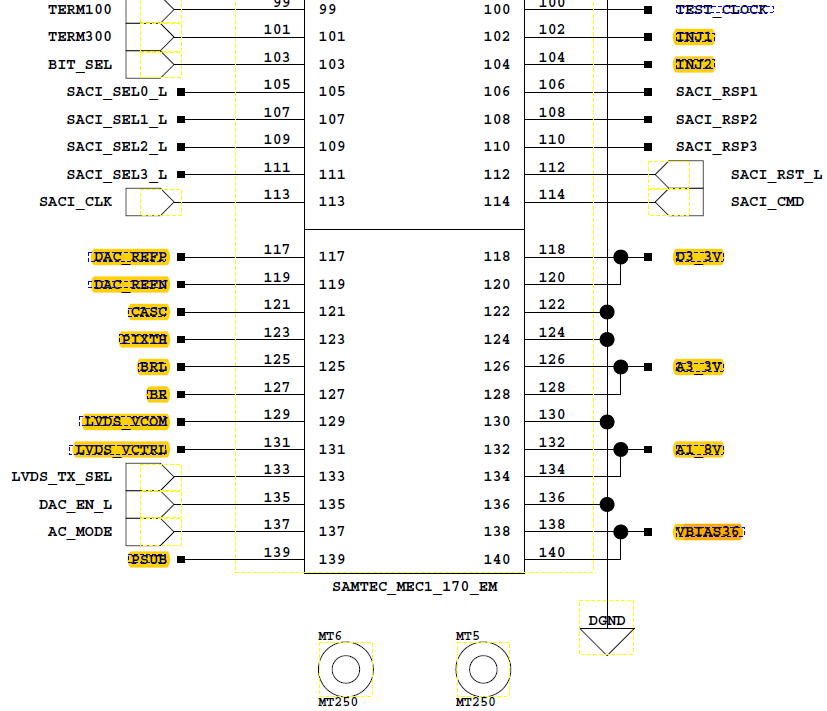 TERM100 99 99 100 100 TEST_CLOCK
TERM300 101 101 102 102 INJ1
BIT_SEL 103 103 104 104 INJ2
SACI_SEL0_L 105 105 106 106 SACI_RSP1
SACI_SEL1_L 107 107 108 108 SACI_RSP2
SACI_SEL2_L 109 109 110 110 SACI_RSP3
SACI_SEL3_L 111 111 112 112 SACI_RST_L
SACI_CLK 113 113 114 114 SACI_CMD
DAC_REFP 117 117 118 118 D3_3V
DAC_REFN 119 119 120 120
CASC 121 121 122 122
PIXTH 123 123 124 124
BRL 125 125 126 126 A3_3V
BR 127 127 128 128
LVDS_VCOM 129 129 130 130
LVDS_VCTRL 131 131 132 132 A1_8V
LVDS_TX_SEL 133 133 134 134
DAC_EN_L 135 135 136 136
AC_MODE 137 137 138 138 VBIAS36
PSUB 139 139 140 140
SAMTEC_MEC1_170_EM
DGND
MT6 MT5
MT250 MT250